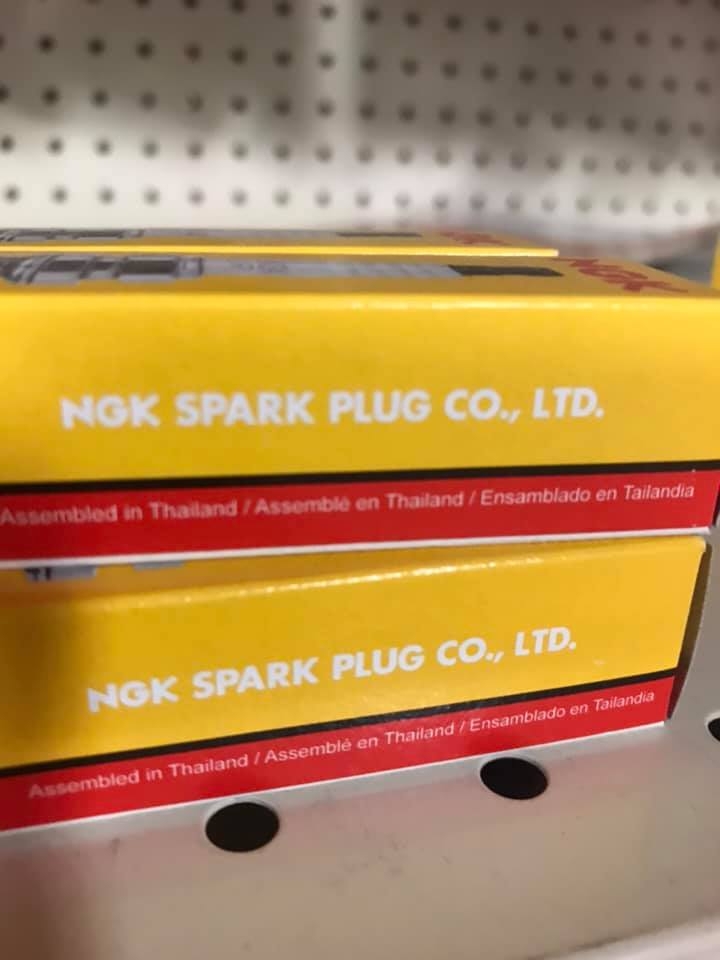 NGK
NGK SPARK PLUG CO., LTD.
Assembled in Thailand / Assemblé en Thailand / Ensamblado en Tailandia
NGK SPARK PLUG CO., LTD.
Assembled in Thailand / Assemblé en Thailand / Ensamblado en Tailandia